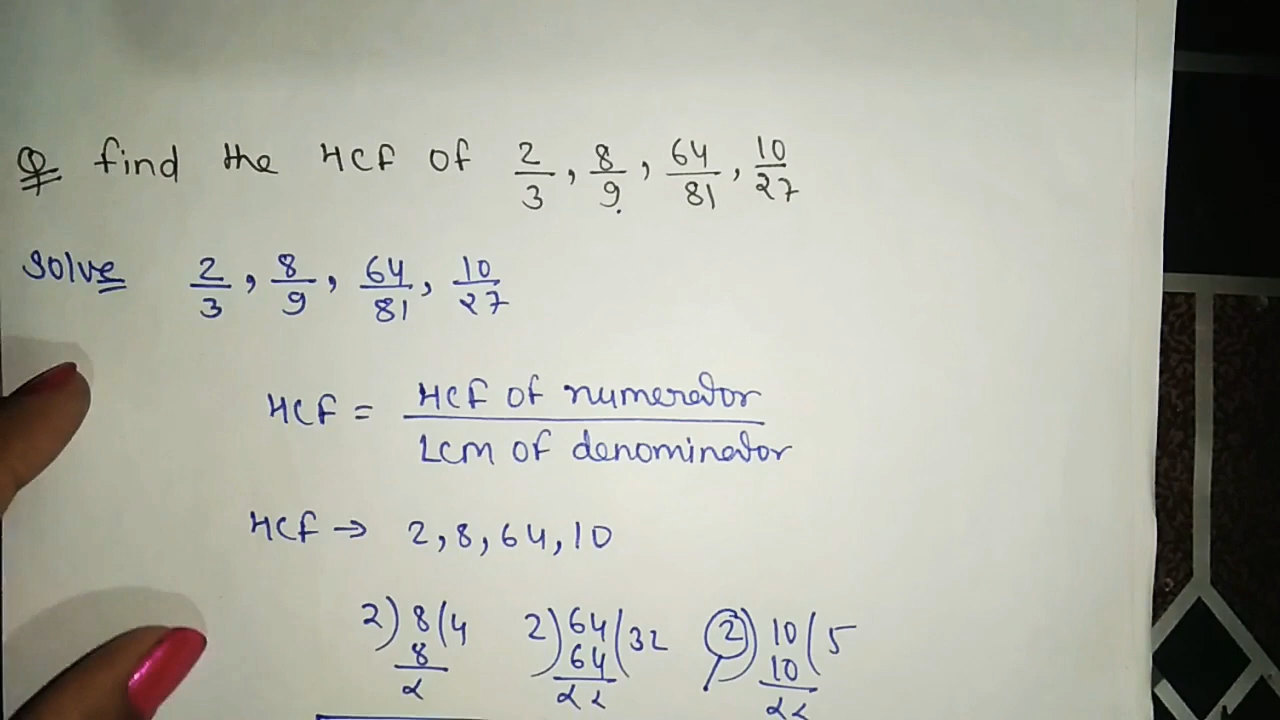 Q find the HCF of 2/3, 8/9, 64/81, 10/27
Solve 2/3, 8/9, 64/81, 10/27
HCF = HCF of numerator / LCM of denominator
HCF → 2, 8, 64, 10
2) 8 (4 2) 64 (32 2) 10 (5
8 64 10